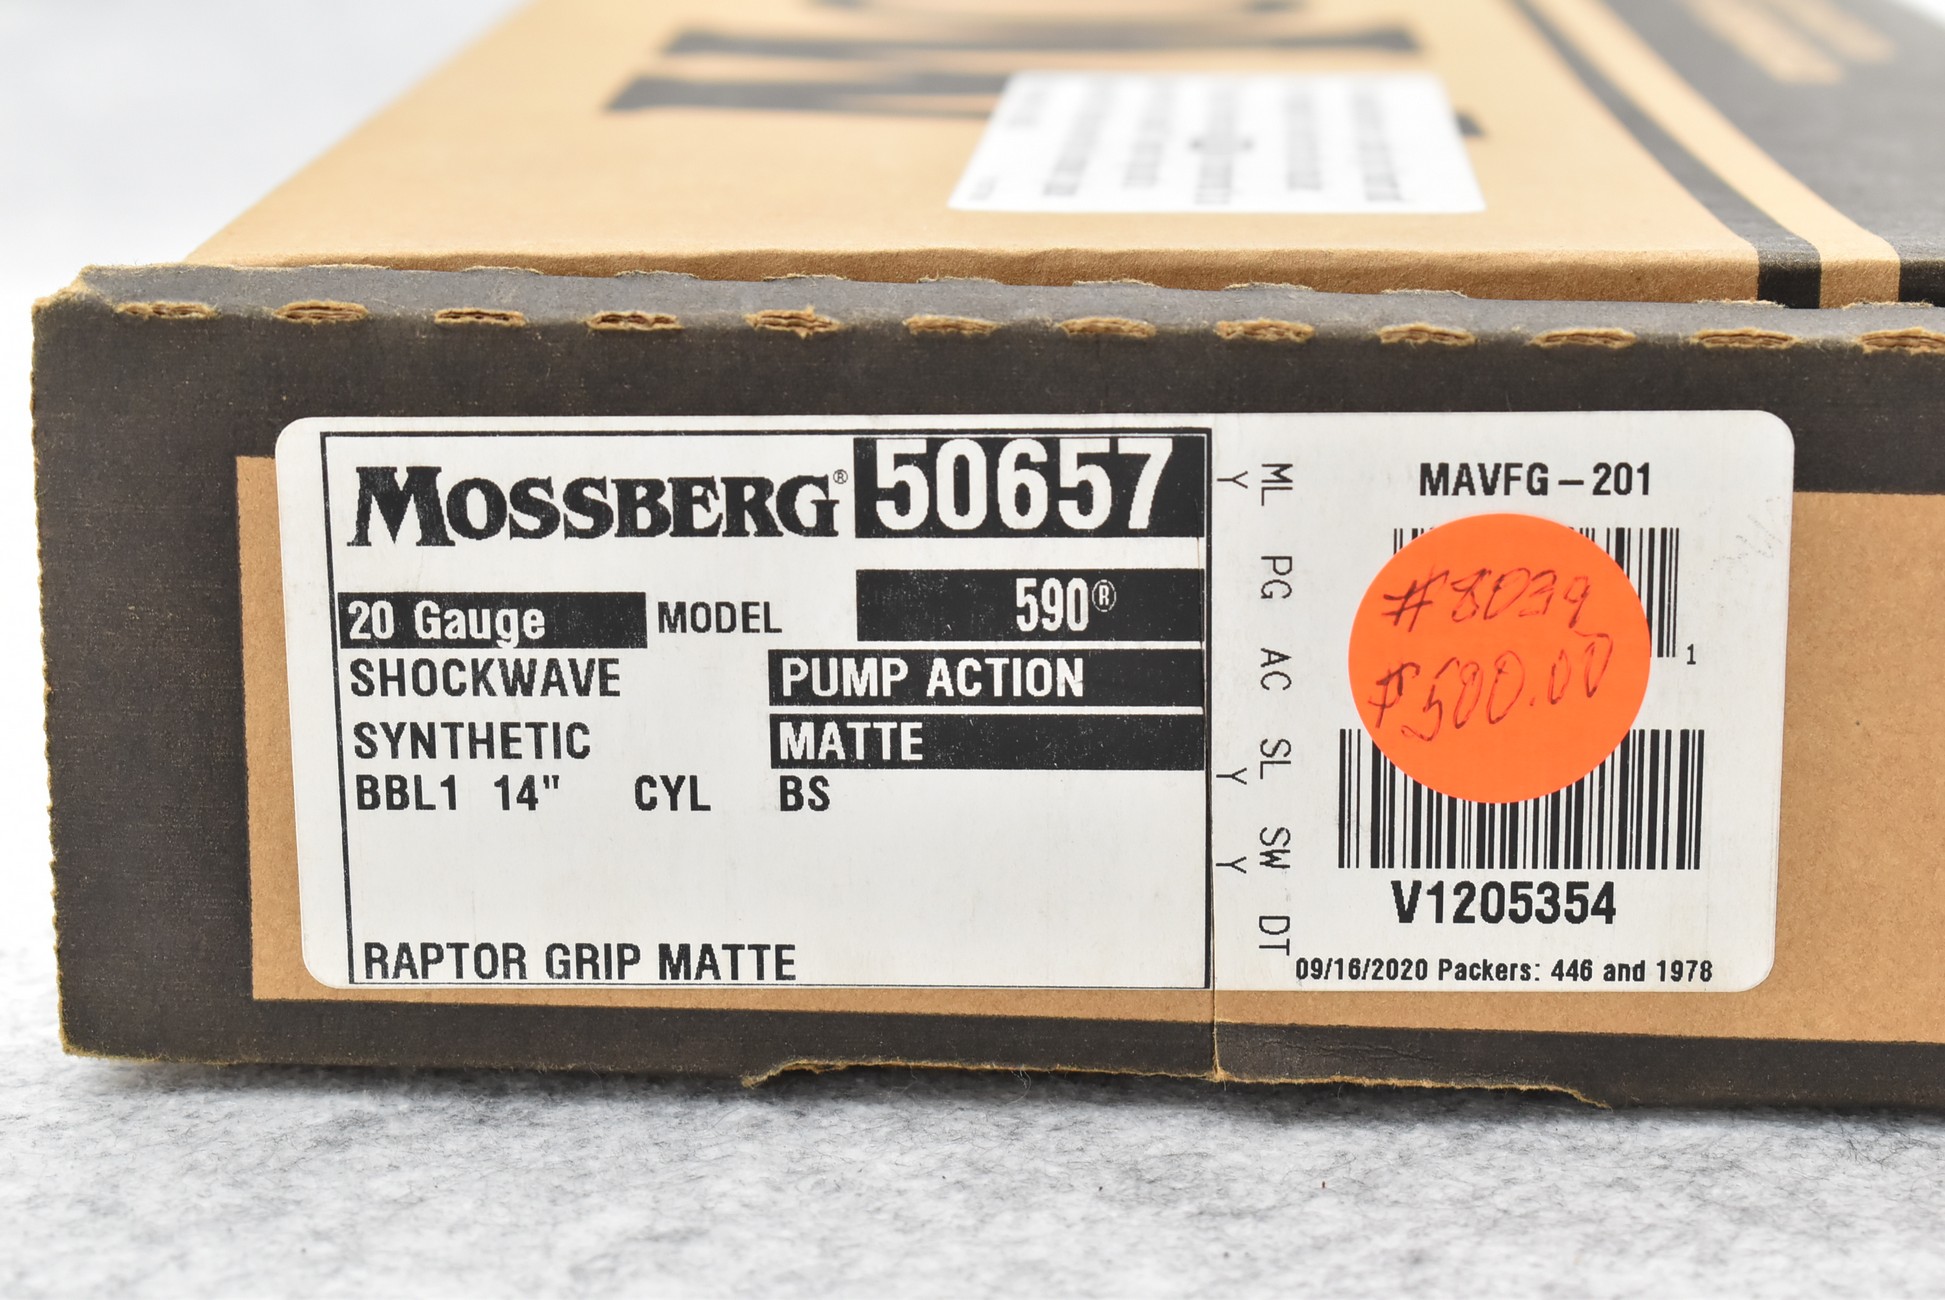 MOSSBERG® 50657
20 Gauge MODEL 590®
SHOCKWAVE PUMP ACTION
SYNTHETIC MATTE
BBL1 14" CYL BS
RAPTOR GRIP MATTE
ML PG AC SL SW DT
Y Y Y
MAVFG-201
1
#8039
$500.00
V1205354
09/16/2020 Packers: 446 and 1978